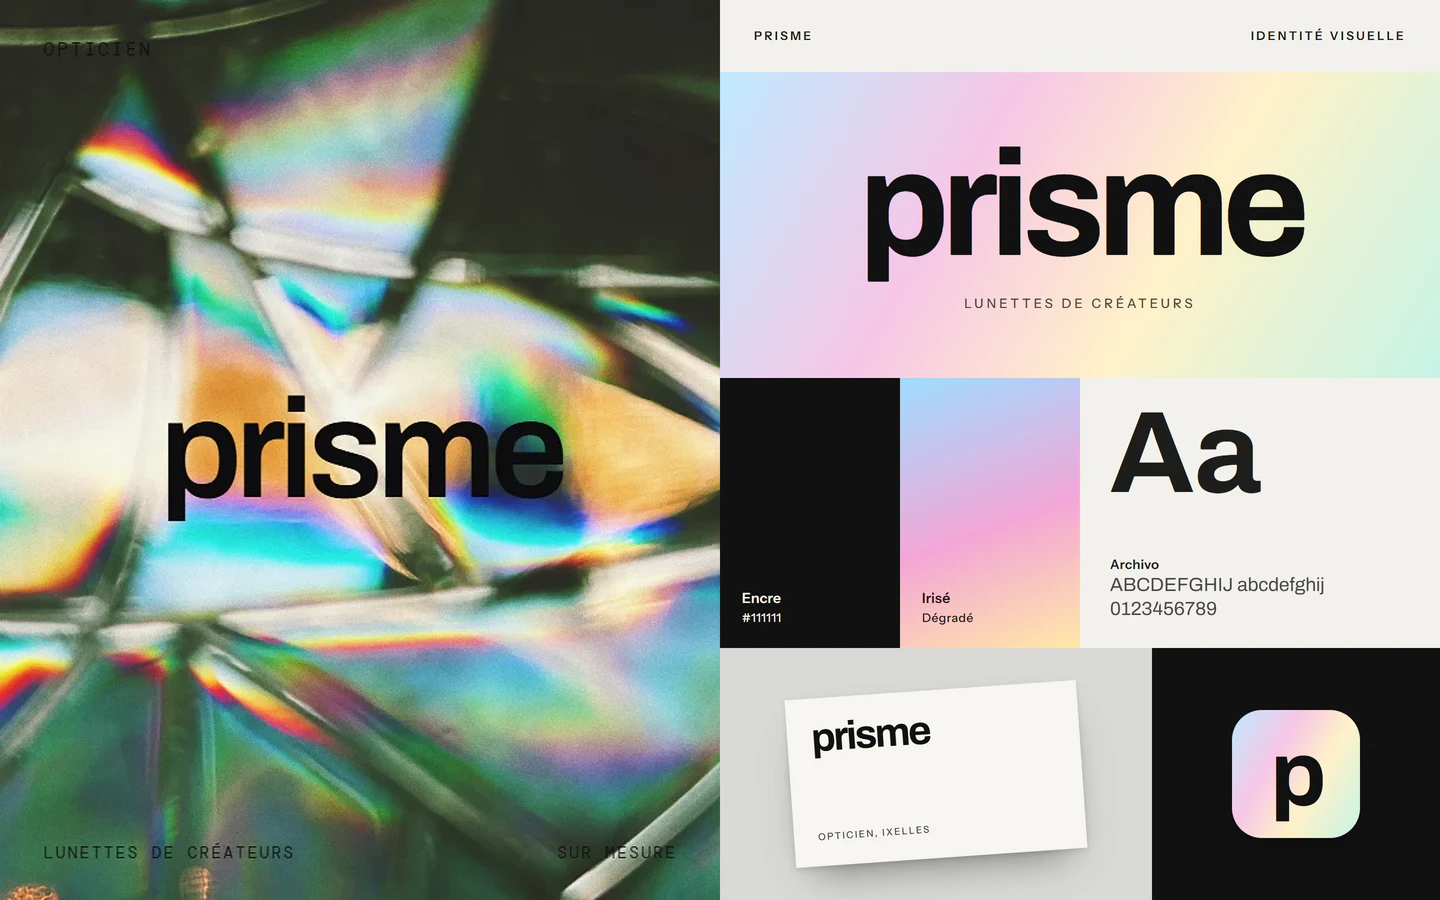 OPTICIEN
prisme
LUNETTES DE CRÉATEURS
SUR MESURE
PRISME
IDENTITÉ VISUELLE
prisme
LUNETTES DE CRÉATEURS
Encre
#111111
Irisé
Dégradé
Aa
Archivo
ABCDEFGHIJ abcdefghij
0123456789
prisme
OPTICIEN, IXELLES
p